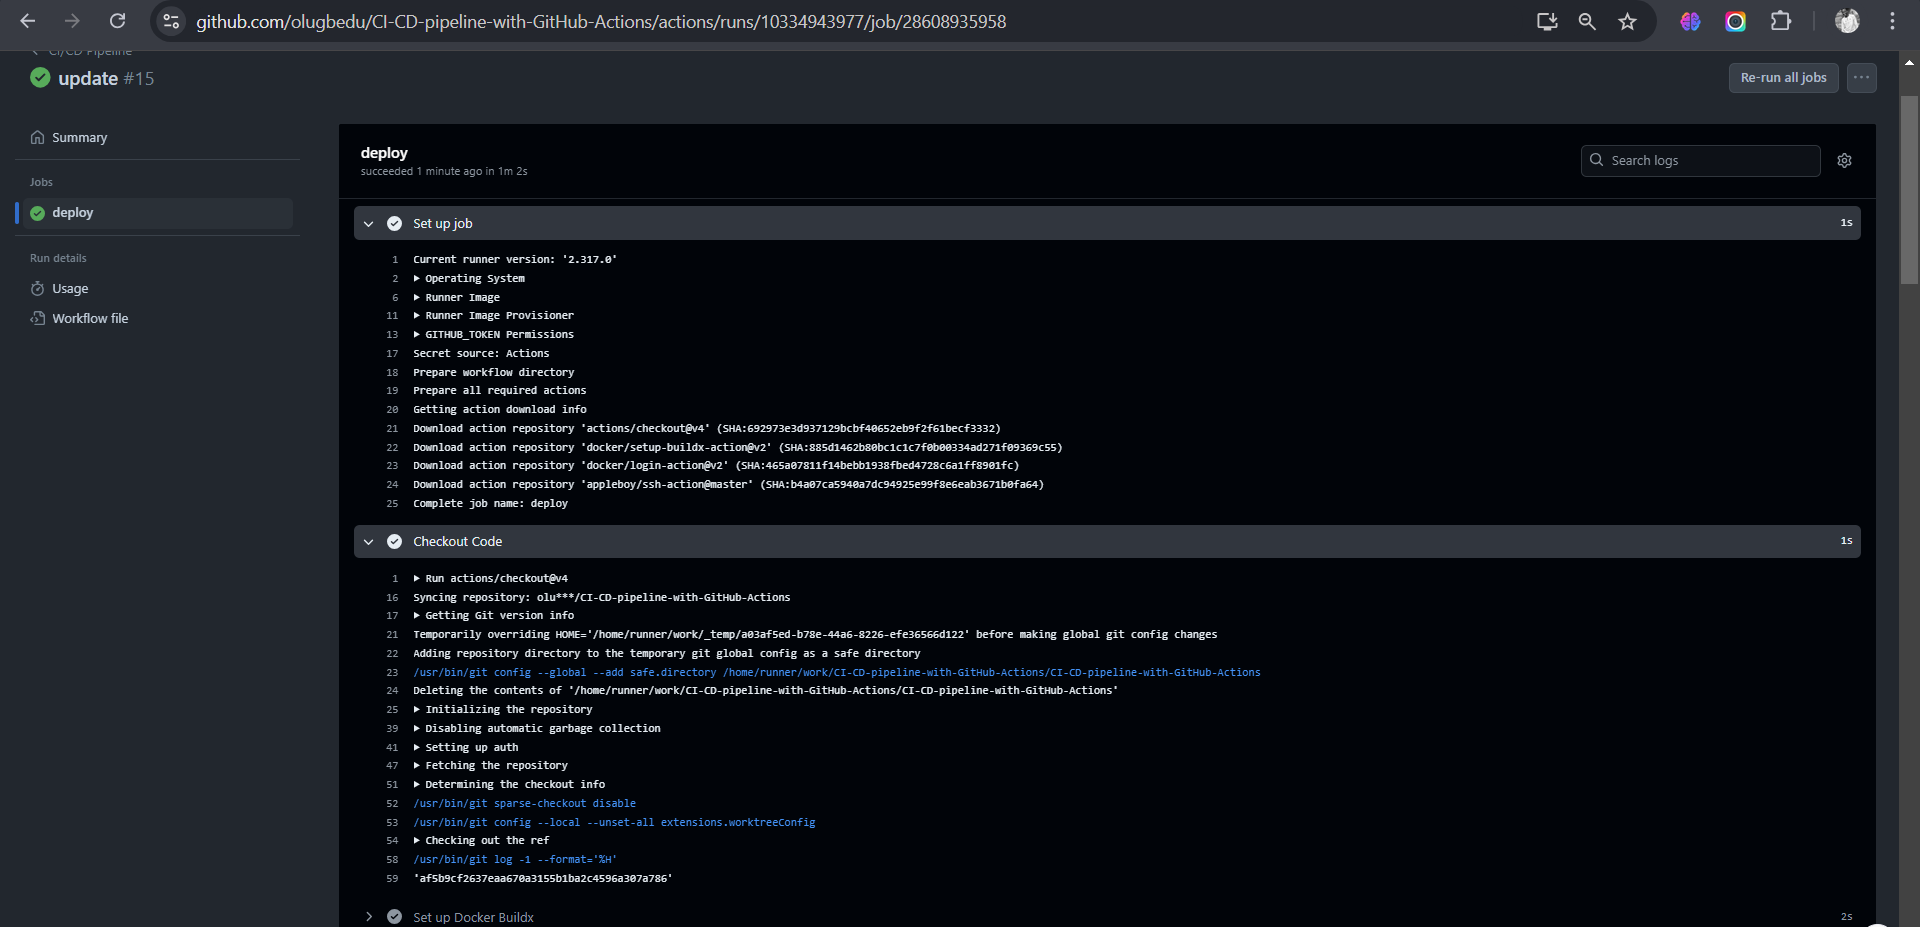 github.com/olugbedu/CI-CD-pipeline-with-GitHub-Actions/actions/runs/10334943977/job/28608935958
CI/CD Pipeline
update #15
Re-run all jobs
Summary
Jobs
deploy
Run details
Usage
Workflow file
deploy
succeeded 1 minute ago in 1m 2s
Search logs
Set up job 1s
1 Current runner version: '2.317.0'
2 Operating System
6 Runner Image
11 Runner Image Provisioner
13 GITHUB_TOKEN Permissions
17 Secret source: Actions
18 Prepare workflow directory
19 Prepare all required actions
20 Getting action download info
21 Download action repository 'actions/checkout@v4' (SHA:692973e3d937129bcbf40652eb9f2f61becf3332)
22 Download action repository 'docker/setup-buildx-action@v2' (SHA:885d1462b80bc1c1c7f0b00334ad271f09369c55)
23 Download action repository 'docker/login-action@v2' (SHA:465a07811f14bebb1938fbed4728c6a1ff8901fc)
24 Download action repository 'appleboy/ssh-action@master' (SHA:b4a07ca5940a7dc94925e99f8e6eab3671b0fa64)
25 Complete job name: deploy
Checkout Code 1s
1 Run actions/checkout@v4
16 Syncing repository: olu***/CI-CD-pipeline-with-GitHub-Actions
17 Getting Git version info
21 Temporarily overriding HOME='/home/runner/work/_temp/a03af5ed-b78e-44a6-8226-efe36566d122' before making global git config changes
22 Adding repository directory to the temporary git global config as a safe directory
23 /usr/bin/git config --global --add safe.directory /home/runner/work/CI-CD-pipeline-with-GitHub-Actions/CI-CD-pipeline-with-GitHub-Actions
24 Deleting the contents of '/home/runner/work/CI-CD-pipeline-with-GitHub-Actions/CI-CD-pipeline-with-GitHub-Actions'
25 Initializing the repository
39 Disabling automatic garbage collection
41 Setting up auth
47 Fetching the repository
51 Determining the checkout info
52 /usr/bin/git sparse-checkout disable
53 /usr/bin/git config --local --unset-all extensions.worktreeConfig
54 Checking out the ref
58 /usr/bin/git log -1 --format='%H'
59 'af5b9cf2637eaa670a3155b1ba2c4596a307a786'
Set up Docker Buildx 2s